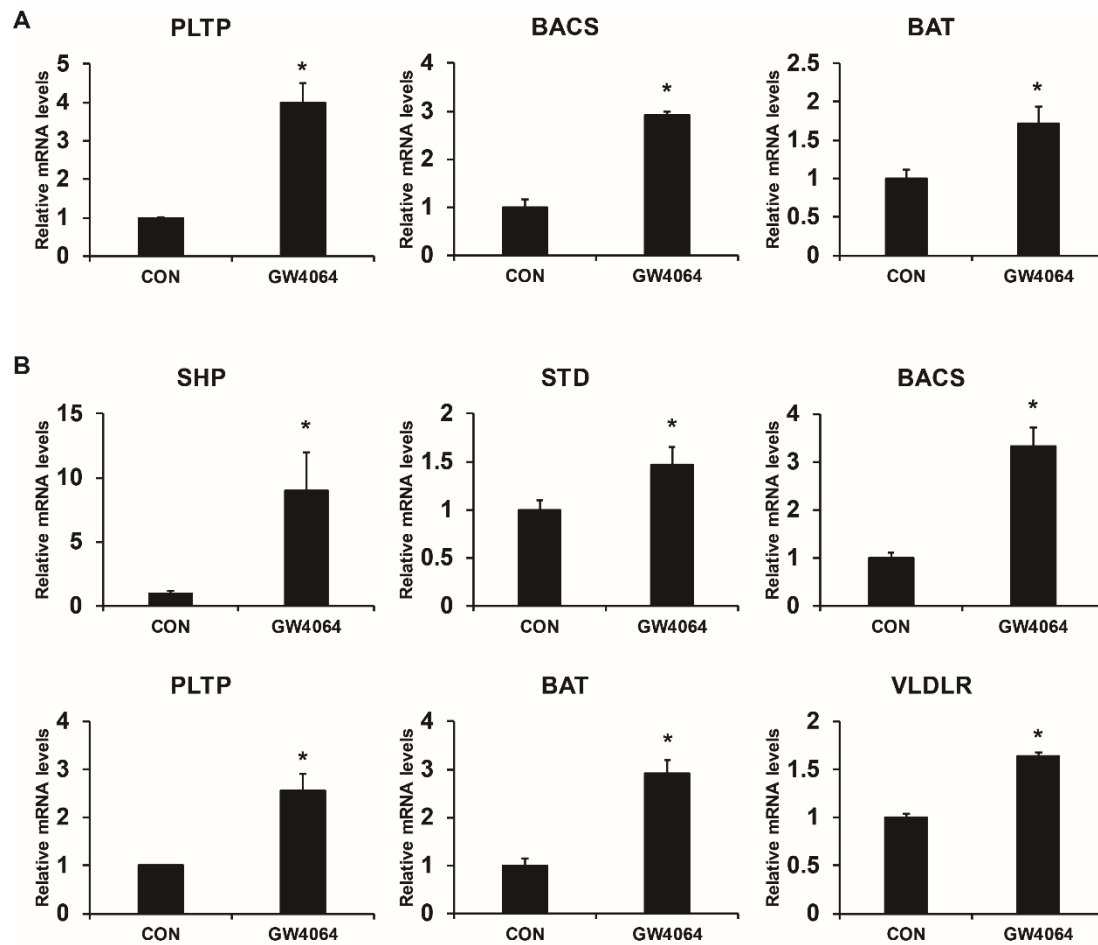 A
PLTP
BACS
BAT
Relative mRNA levels
5
4
3
2
1
0
*
CON
GW4064
Relative mRNA levels
4
3
2
1
0
*
CON
GW4064
Relative mRNA levels
2.5
2
1.5
1
0.5
0
*
CON
GW4064
B
SHP
STD
BACS
Relative mRNA levels
15
10
5
0
*
CON
GW4064
Relative mRNA levels
2
1.5
1
0.5
0
*
CON
GW4064
Relative mRNA levels
4
3
2
1
0
*
CON
GW4064
PLTP
BAT
VLDLR
Relative mRNA levels
4
3
2
1
0
*
CON
GW4064
Relative mRNA levels
4
3
2
1
0
*
CON
GW4064
Relative mRNA levels
2
1.5
1
0.5
0
*
CON
GW4064